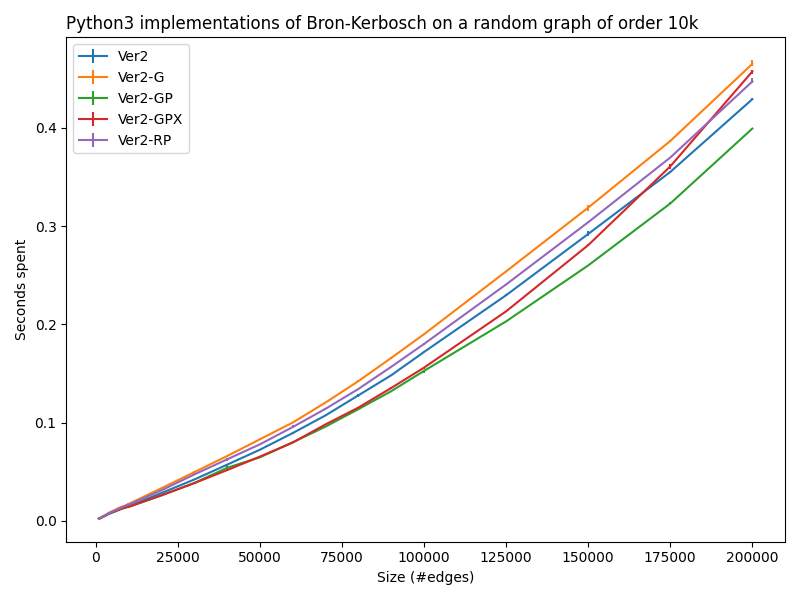 Python3 implementations of Bron-Kerbosch on a random graph of order 10k
Ver2
Ver2-G
Ver2-GP
Ver2-GPX
Ver2-RP
Seconds spent
0.4
0.3
0.2
0.1
0.0
0 25000 50000 75000 100000 125000 150000 175000 200000
Size (#edges)